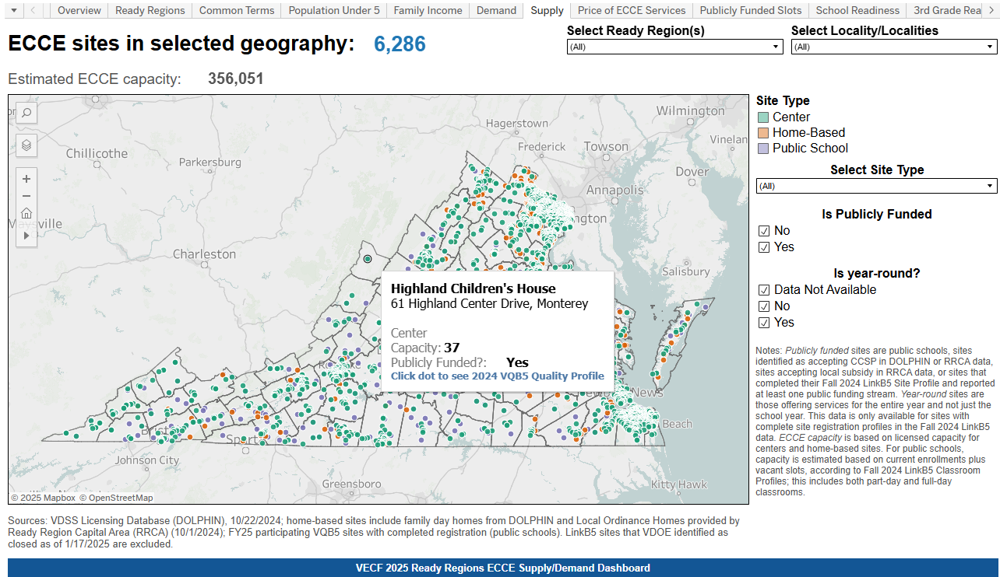 Overview
Ready Regions
Common Terms
Population Under 5
Family Income
Demand
Supply
Price of ECCE Services
Publicly Funded Slots
School Readiness
3rd Grade Rea
ECCE sites in selected geography: 6,286
Select Ready Region(s)
(All)
Select Locality/Localities
(All)
Estimated ECCE capacity: 356,051
Wilmington
Hagerstown
Chillicothe
Frederick
Towson
Vinelan
Parkersburg
Dover
Annapolis
ngton
Charleston
Salisbury
Highland Children's House
61 Highland Center Drive, Monterey
Center
Capacity: 37
Publicly Funded?: Yes
Click dot to see 2024 VQB5 Quality Profile
News
Beach
Johnson City
Greensboro
Kitty Hawk
© 2025 Mapbox © OpenStreetMap
Site Type
Center
Home-Based
Public School
Select Site Type
(All)
Is Publicly Funded
No
Yes
Is year-round?
Data Not Available
No
Yes
Notes: Publicly funded sites are public schools, sites
identified as accepting CCSP in DOLPHIN or RRCA data,
sites accepting local subsidy in RRCA data, or sites that
completed their Fall 2024 LinkB5 Site Profile and reported
at least one public funding stream. Year-round sites are
those offering services for the entire year and not just the
school year. This data is only available for sites with
complete site registration profiles in the Fall 2024 LinkB5
data. ECCE capacity is based on licensed capacity for
centers and home-based sites. For public schools,
capacity is estimated based on current enrollments plus
vacant slots, according to Fall 2024 LinkB5 Classroom
Profiles; this includes both part-day and full-day
classrooms.
Sources: VDSS Licensing Database (DOLPHIN), 10/22/2024; home-based sites include family day homes from DOLPHIN and Local Ordinance Homes provided by
Ready Region Capital Area (RRCA) (10/1/2024); FY25 participating VQB5 sites with completed registration (public schools). LinkB5 sites that VDOE identified as
closed as of 1/17/2025 are excluded.
VECF 2025 Ready Regions ECCE Supply/Demand Dashboard